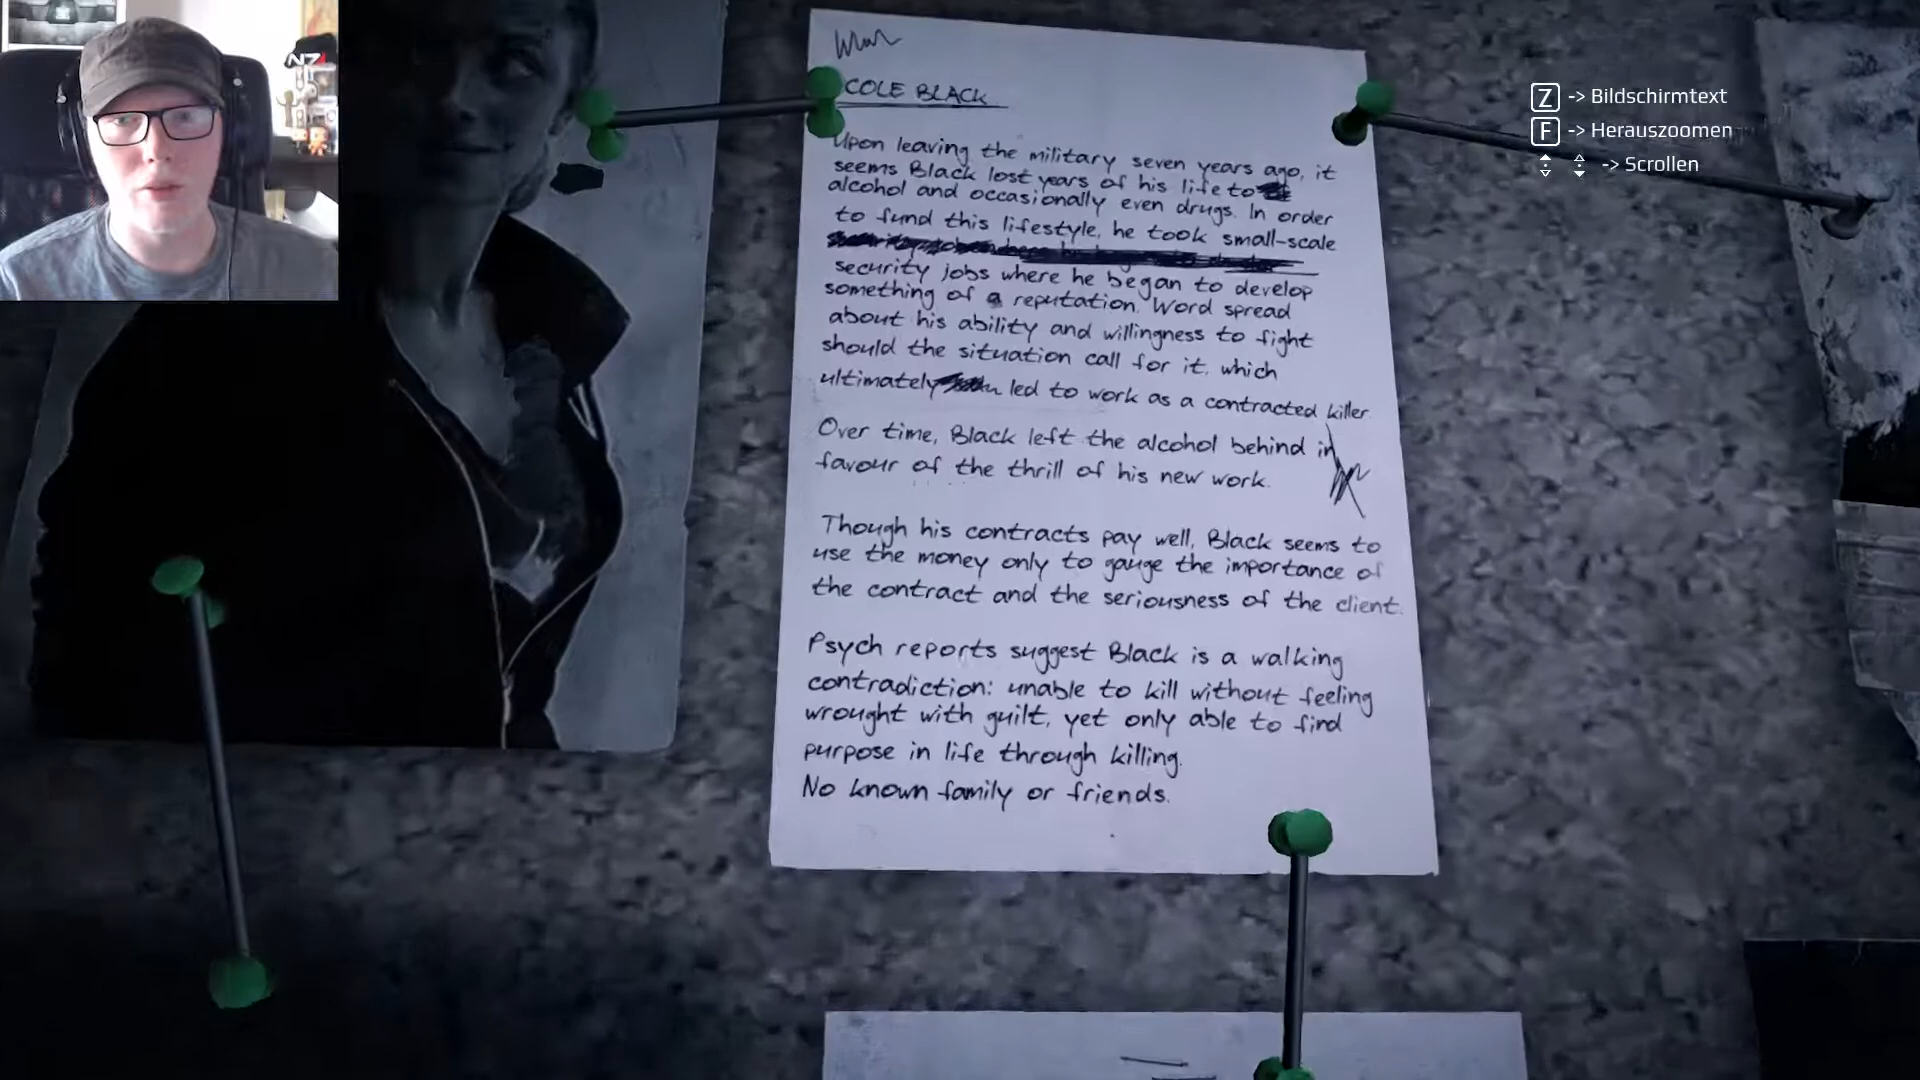 N7
COLE BLACK
Upon leaving the military seven years ago, it
seems Black lost years of his life to
alcohol and occasionally even drugs. In order
to fund this lifestyle, he took small-scale
security jobs where he began to develop
something of a reputation. Word spread
about his ability and willingness to fight
should the situation call for it, which
ultimately led to work as a contracted killer.
Over time, Black left the alcohol behind in
favour of the thrill of his new work.
Though his contracts pay well, Black seems to
use the money only to gauge the importance of
the contract and the seriousness of the client.
Psych reports suggest Black is a walking
contradiction: unable to kill without feeling
wrought with guilt, yet only able to find
purpose in life through killing.
No known family or friends.
Z -> Bildschirmtext
F -> Herauszoomen
-> Scrollen